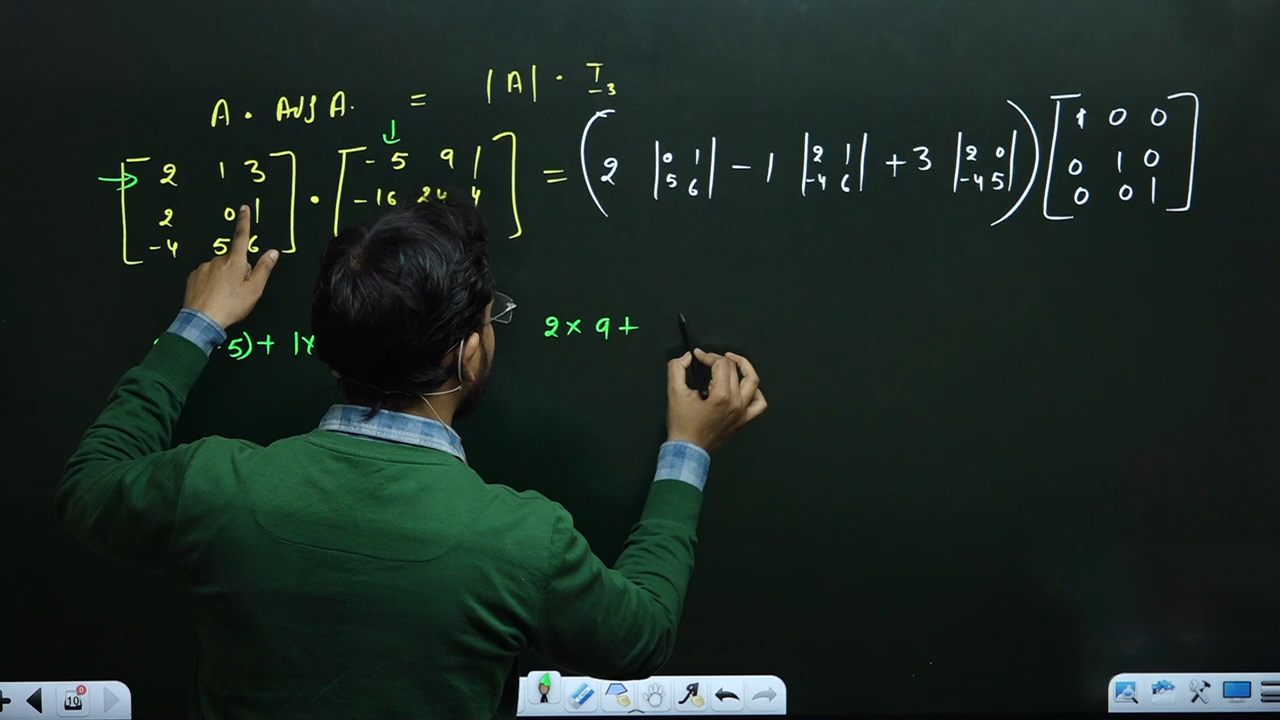 A . Adj A. = |A| · I₃
[2 1 3] · [-5 9 1] = (2 |0 1| - 1 |2 1| + 3 |2 0|) [1 0 0]
[2 0 1] [-16 24 4] |5 6| |-4 6| |-4 5| [0 1 0]
[-4 5 6] [0 0 1]
5) + 1× 2 × 9 +
10